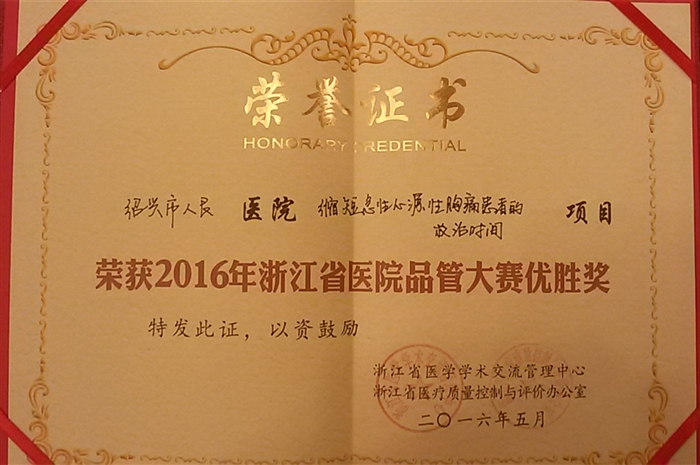 荣誉证书
HONORARY CREDENTIAL
绍兴市人民 医院 缩短急性心源性胸痛患者的 项目
救治时间
荣获2016年浙江省医院品管大赛优胜奖
特发此证，以资鼓励
浙江省医学学术交流管理中心
浙江省医疗质量控制与评价办公室
二〇一六年五月